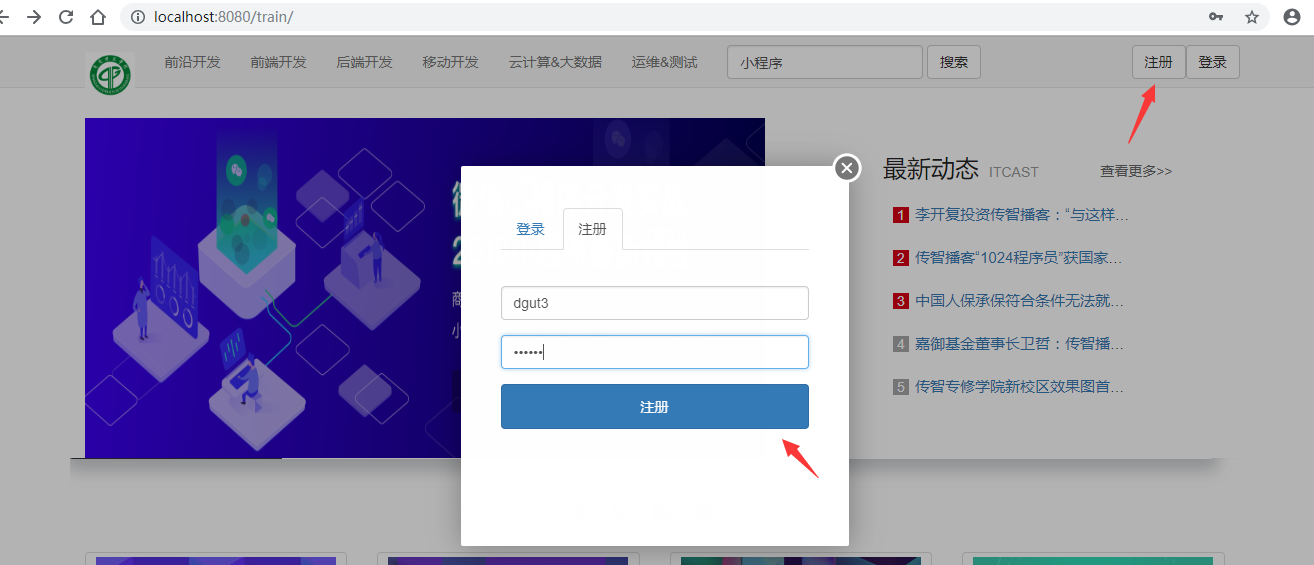 localhost:8080/train/
前沿开发 前端开发 后端开发 移动开发 云计算&大数据 运维&测试 小程序 搜索 注册 登录
最新动态 ITCAST 查看更多>>
1 李开复投资传智播客：“与这样…
2 传智播客“1024程序员”获国家…
3 中国人保承保符合条件无法就…
4 嘉御基金董事长卫哲：传智播…
5 传智专修学院新校区效果图首…
登录 注册
dgut3
••••••
注册